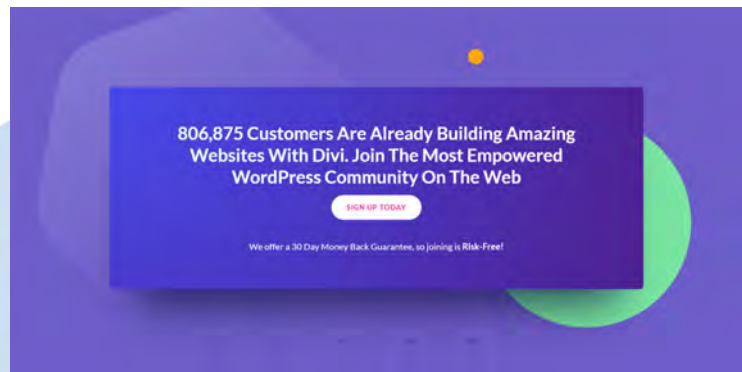 806,875 Customers Are Already Building Amazing
Websites With Divi. Join The Most Empowered
WordPress Community On The Web
SIGN UP TODAY
We offer a 30 Day Money Back Guarantee, so joining is Risk-Free!